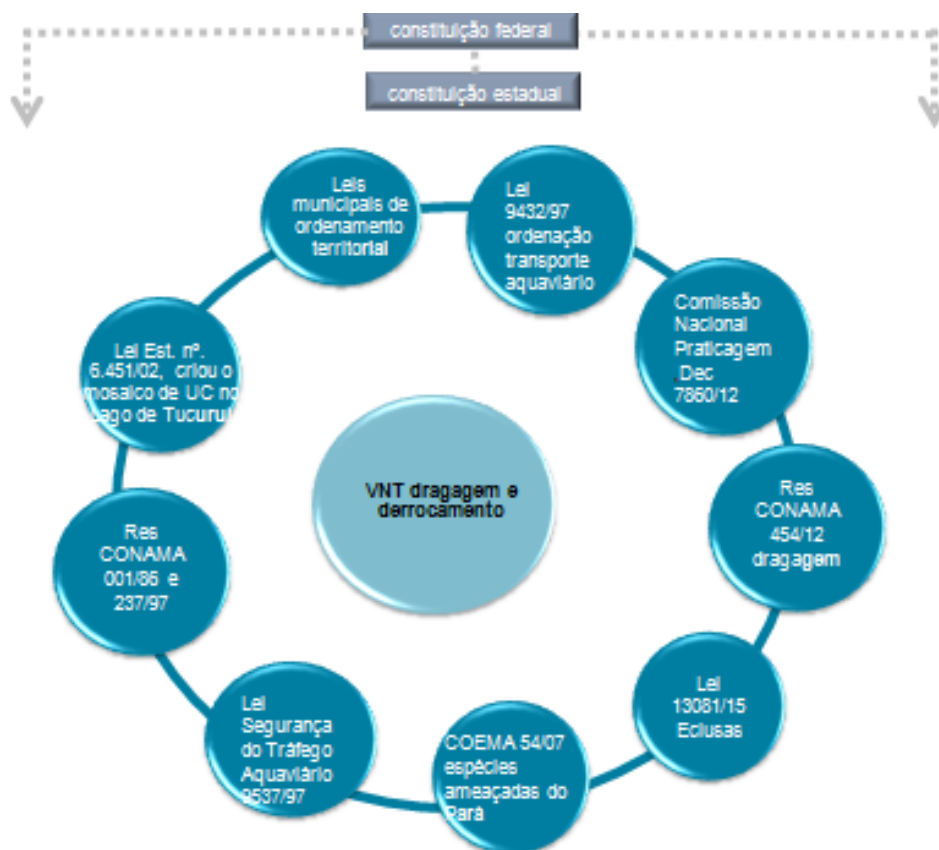 constituição federal
constituição estadual
Leis
municipais de
ordenamento
territorial
Lei
9432/97
ordenação
transporte
aquaviário
Comissão
Nacional
Praticagem
.Dec
7860/12
Res
CONAMA
454/12
dragagem
Lei
13081/15
Eclusas
COEMA 54/07
espécies
ameaçadas do
Pará
Lei
Segurança
do Tráfego
Aquaviário
9537/97
Res
CONAMA
001/86 e
237/97
Lei Est. nº.
6.451/02, criou o
mosaico de UC no
Lago de Tucuruí
VNT dragagem e
derrocamento